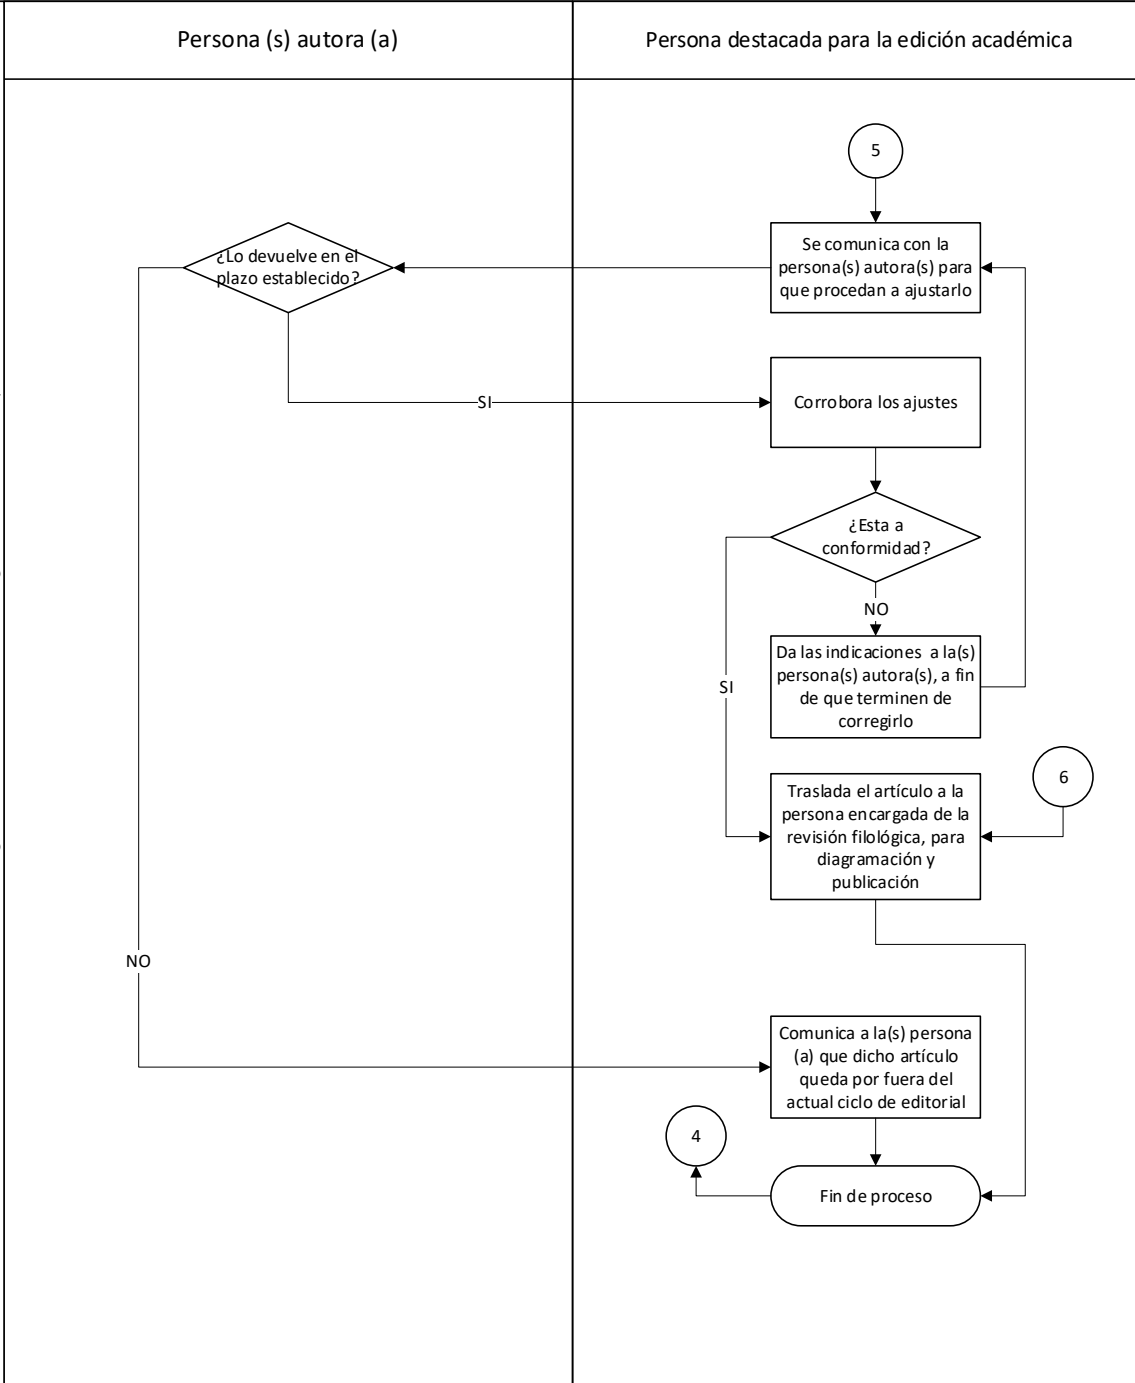 Persona (s) autora (a)
Persona destacada para la edición académica
5
Se comunica con la
persona(s) autora(s) para
que procedan a ajustarlo
¿Lo devuelve en el
plazo establecido?
SI
Corrobora los ajustes
¿Esta a
conformidad?
NO
Da las indicaciones a la(s)
persona(s) autora(s), a fin
de que terminen de
corregirlo
SI
6
Traslada el artículo a la
persona encargada de la
revisión filológica, para
diagramación y
publicación
NO
Comunica a la(s) persona
(a) que dicho artículo
queda por fuera del
actual ciclo de editorial
4
Fin de proceso